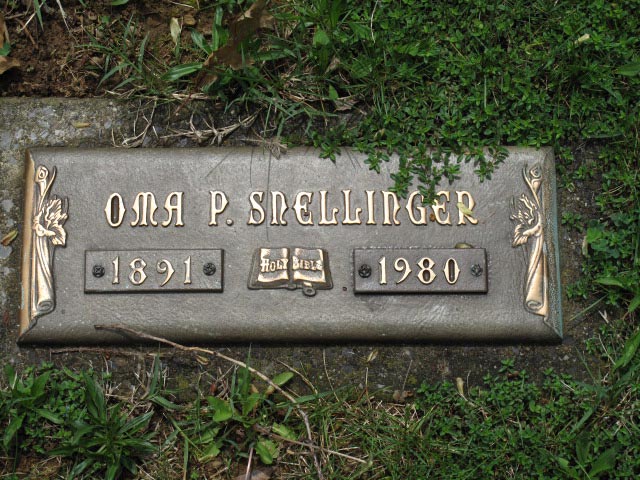 OMA P. SNELLINGER
1891
HOLY BIBLE
1980